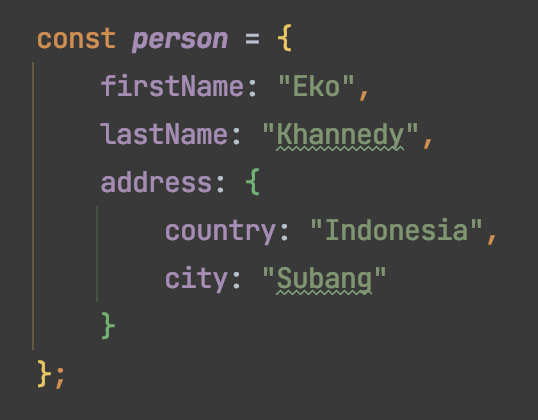 const person = {
    firstName: "Eko",
    lastName: "Khannedy",
    address: {
        country: "Indonesia",
        city: "Subang"
    }
};